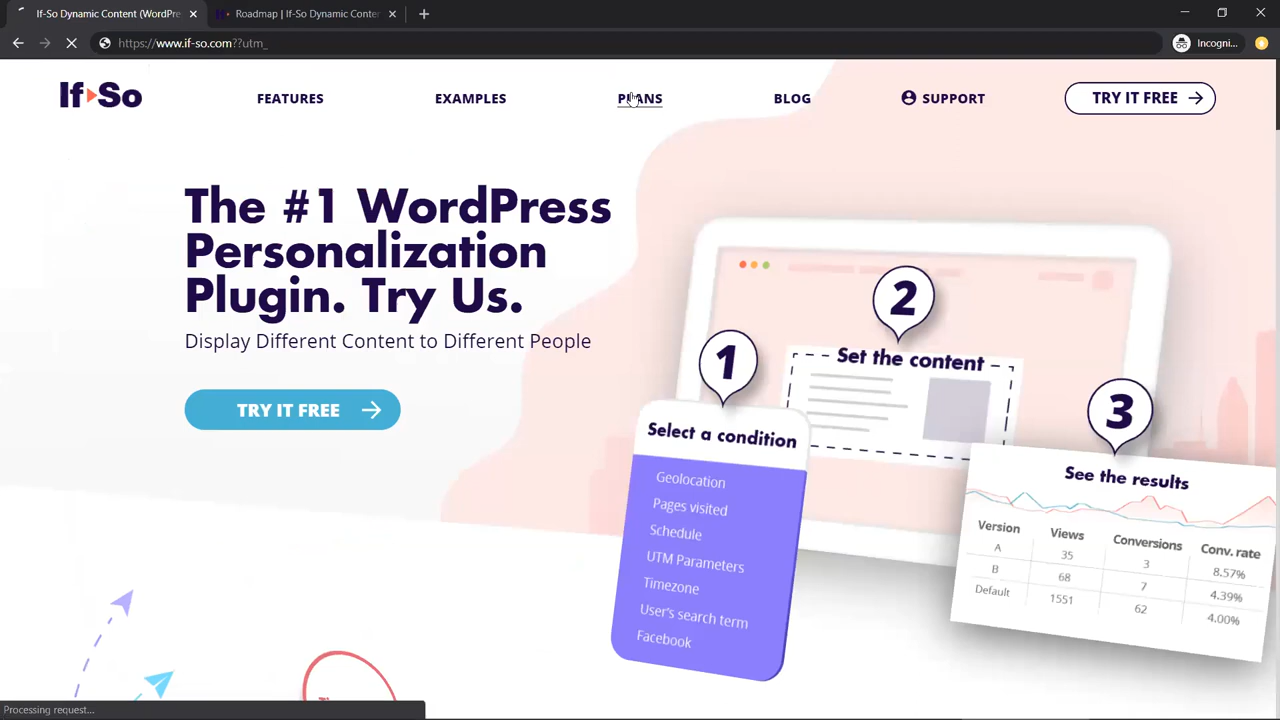 If-So Dynamic Content (WordPre
Roadmap | If-So Dynamic Conten
https://www.if-so.com??utm_
Incogni...
If So
FEATURES
EXAMPLES
PLANS
BLOG
SUPPORT
TRY IT FREE
The #1 WordPress
Personalization
Plugin. Try Us.
Display Different Content to Different People
TRY IT FREE
1
Select a condition
Geolocation
Pages visited
Schedule
UTM Parameters
Timezone
User's search term
Facebook
2
Set the content
3
See the results
Version Views Conversions Conv. rate
A 35 3 8.57%
B 68 7 4.39%
Default 1551 62 4.00%
Processing request...